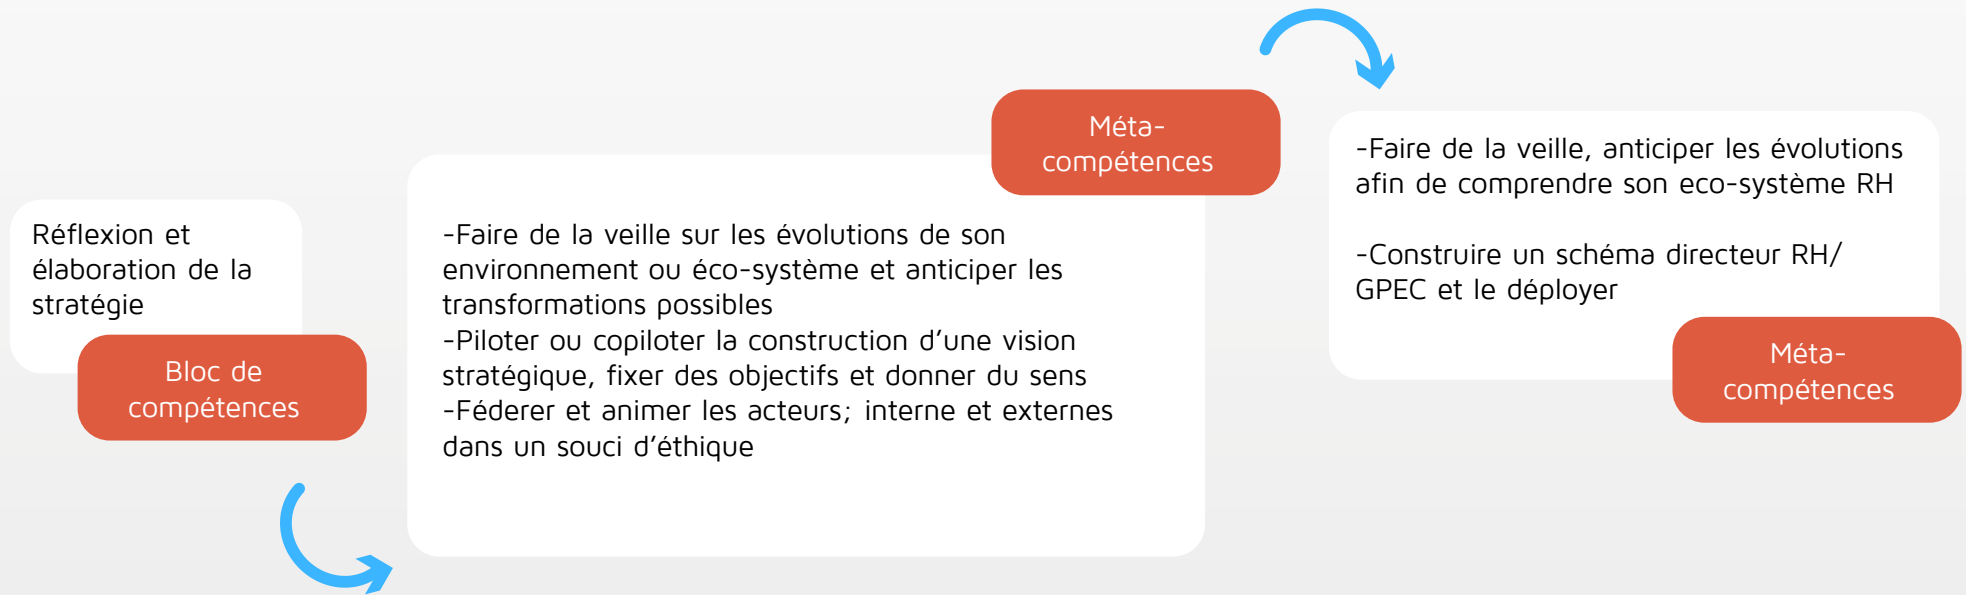 Réflexion et
élaboration de la
stratégie
Bloc de
compétences
Méta-
compétences
-Faire de la veille sur les évolutions de son
environnement ou éco-système et anticiper les
transformations possibles
-Piloter ou copiloter la construction d’une vision
stratégique, fixer des objectifs et donner du sens
-Féderer et animer les acteurs; interne et externes
dans un souci d’éthique
-Faire de la veille, anticiper les évolutions
afin de comprendre son eco-système RH
-Construire un schéma directeur RH/
GPEC et le déployer
Méta-
compétences